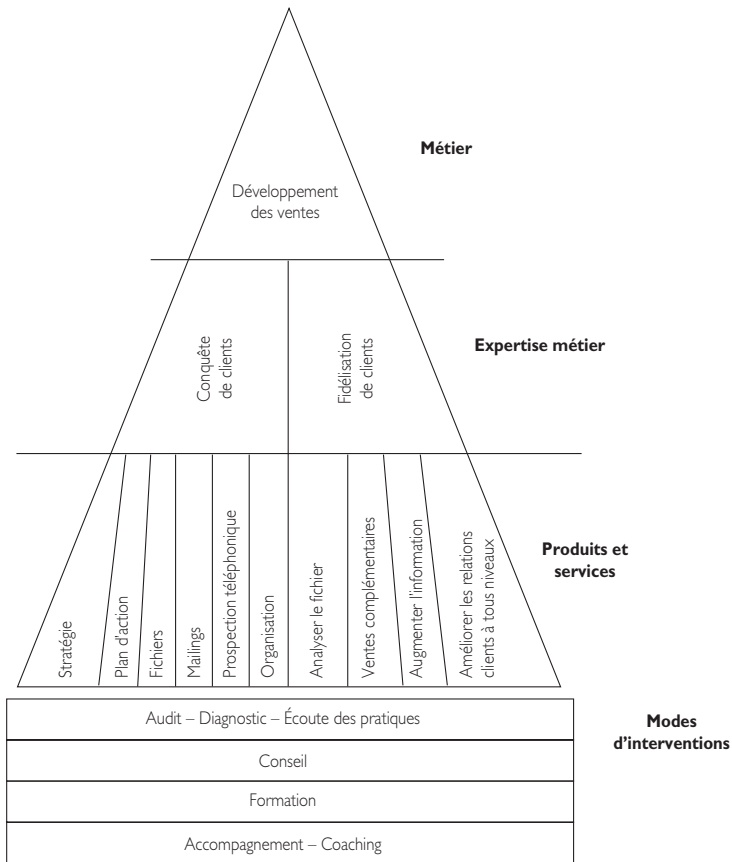 Métier
Développement
des ventes
Expertise métier
Conquête
de clients
Fidélisation
de clients
Produits et
services
Stratégie
Plan d'action
Fichiers
Mailings
Prospection téléphonique
Organisation
Analyser le fichier
Ventes complémentaires
Augmenter l'information
Améliorer les relations
clients à tous niveaux
Audit – Diagnostic – Écoute des pratiques
Modes
d'interventions
Conseil
Formation
Accompagnement – Coaching